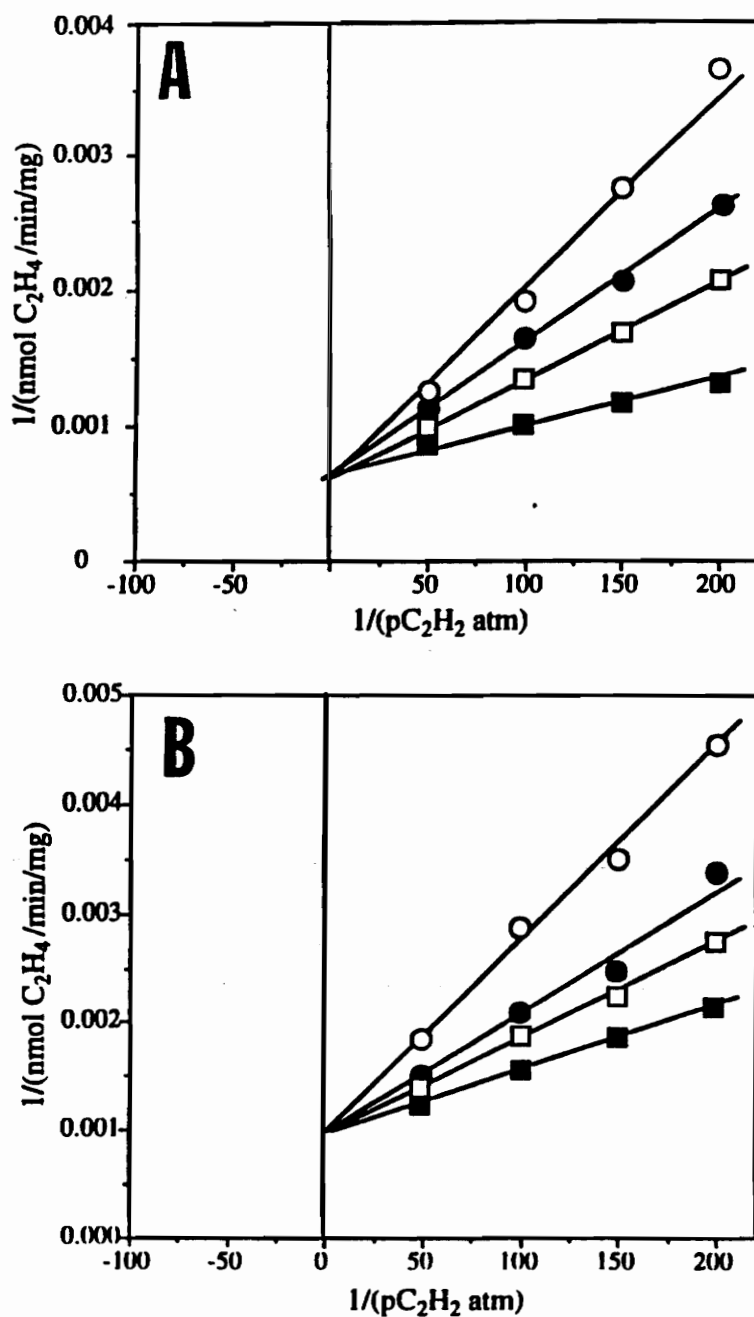 A
1/(nmol C₂H₄/min/mg)
0.004
0.003
0.002
0.001
0
-100 -50 50 100 150 200
1/(pC₂H₂ atm)
B
1/(nmol C₂H₄/min/mg)
0.005
0.004
0.003
0.002
0.001
0.000
-100 -50 0 50 100 150 200
1/(pC₂H₂ atm)